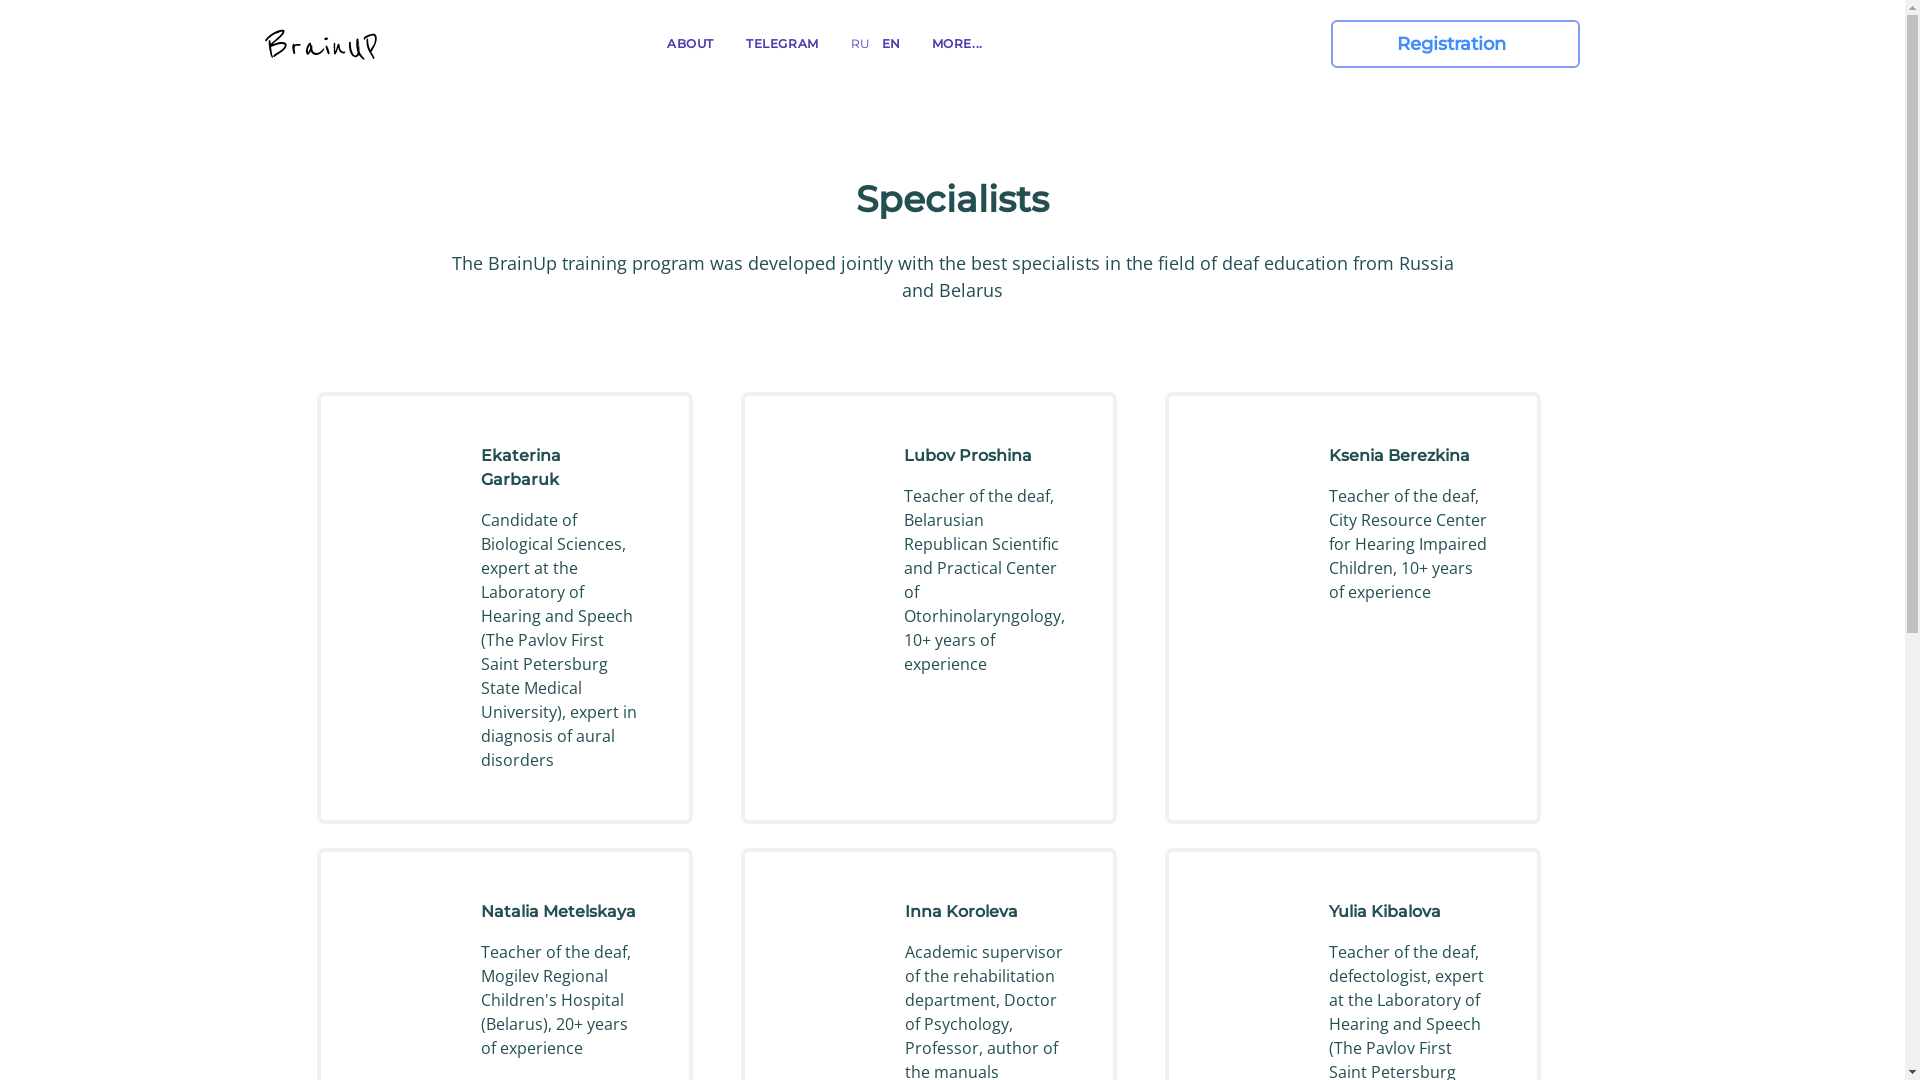 BrainUP
ABOUT
TELEGRAM
RU
EN
MORE...
Registration
Specialists
The BrainUp training program was developed jointly with the best specialists in the field of deaf education from Russia
and Belarus
Ekaterina
Garbaruk
Candidate of
Biological Sciences,
expert at the
Laboratory of
Hearing and Speech
(The Pavlov First
Saint Petersburg
State Medical
University), expert in
diagnosis of aural
disorders
Lubov Proshina
Teacher of the deaf,
Belarusian
Republican Scientific
and Practical Center
of
Otorhinolaryngology,
10+ years of
experience
Ksenia Berezkina
Teacher of the deaf,
City Resource Center
for Hearing Impaired
Children, 10+ years
of experience
Natalia Metelskaya
Teacher of the deaf,
Mogilev Regional
Children's Hospital
(Belarus), 20+ years
of experience
Inna Koroleva
Academic supervisor
of the rehabilitation
department, Doctor
of Psychology,
Professor, author of
the manuals
Yulia Kibalova
Teacher of the deaf,
defectologist, expert
at the Laboratory of
Hearing and Speech
(The Pavlov First
Saint Petersburg